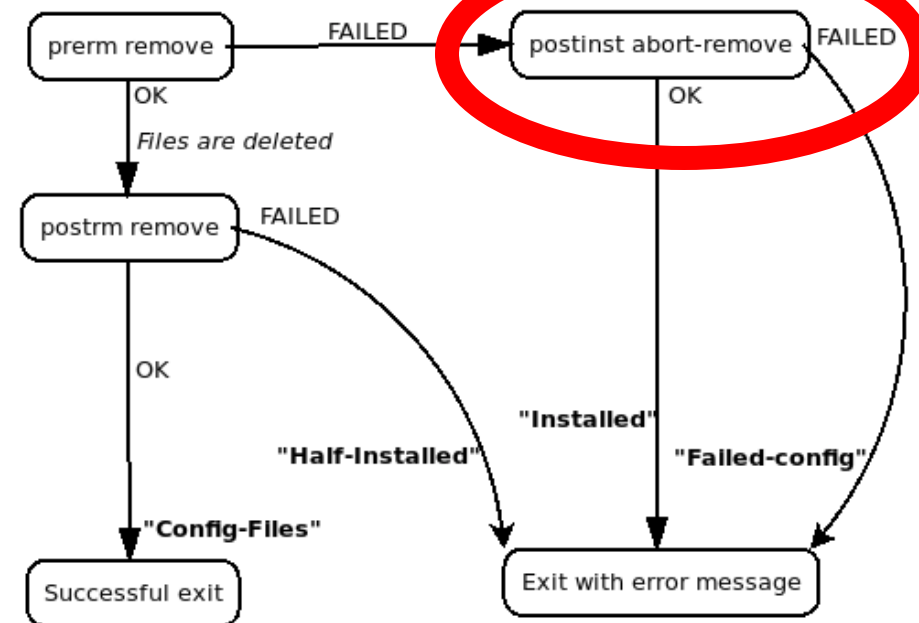 prerm remove
FAILED
postinst abort-remove
FAILED
OK
OK
Files are deleted
postrm remove
FAILED
OK
"Installed"
"Half-Installed"
"Failed-config"
"Config-Files"
Successful exit
Exit with error message